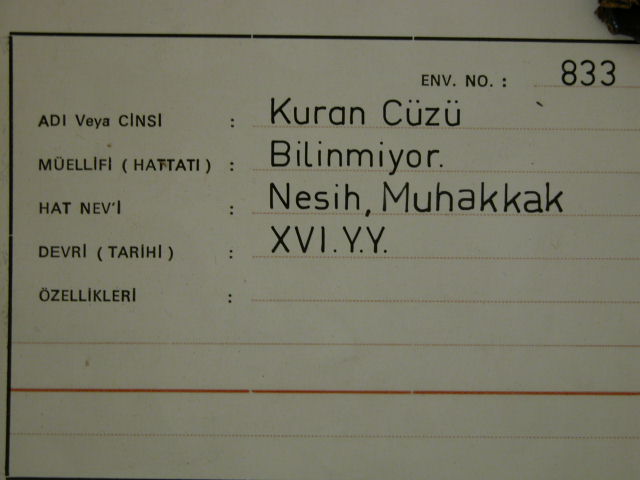 ENV. NO. : 833
ADI Veya CİNSİ : Kuran Cüzü
MÜELLİFİ ( HATTATI ) : Bilinmiyor.
HAT NEV'İ : Nesih, Muhakkak
DEVRİ ( TARİHİ ) : XVI.Y.Y.
ÖZELLİKLERİ :